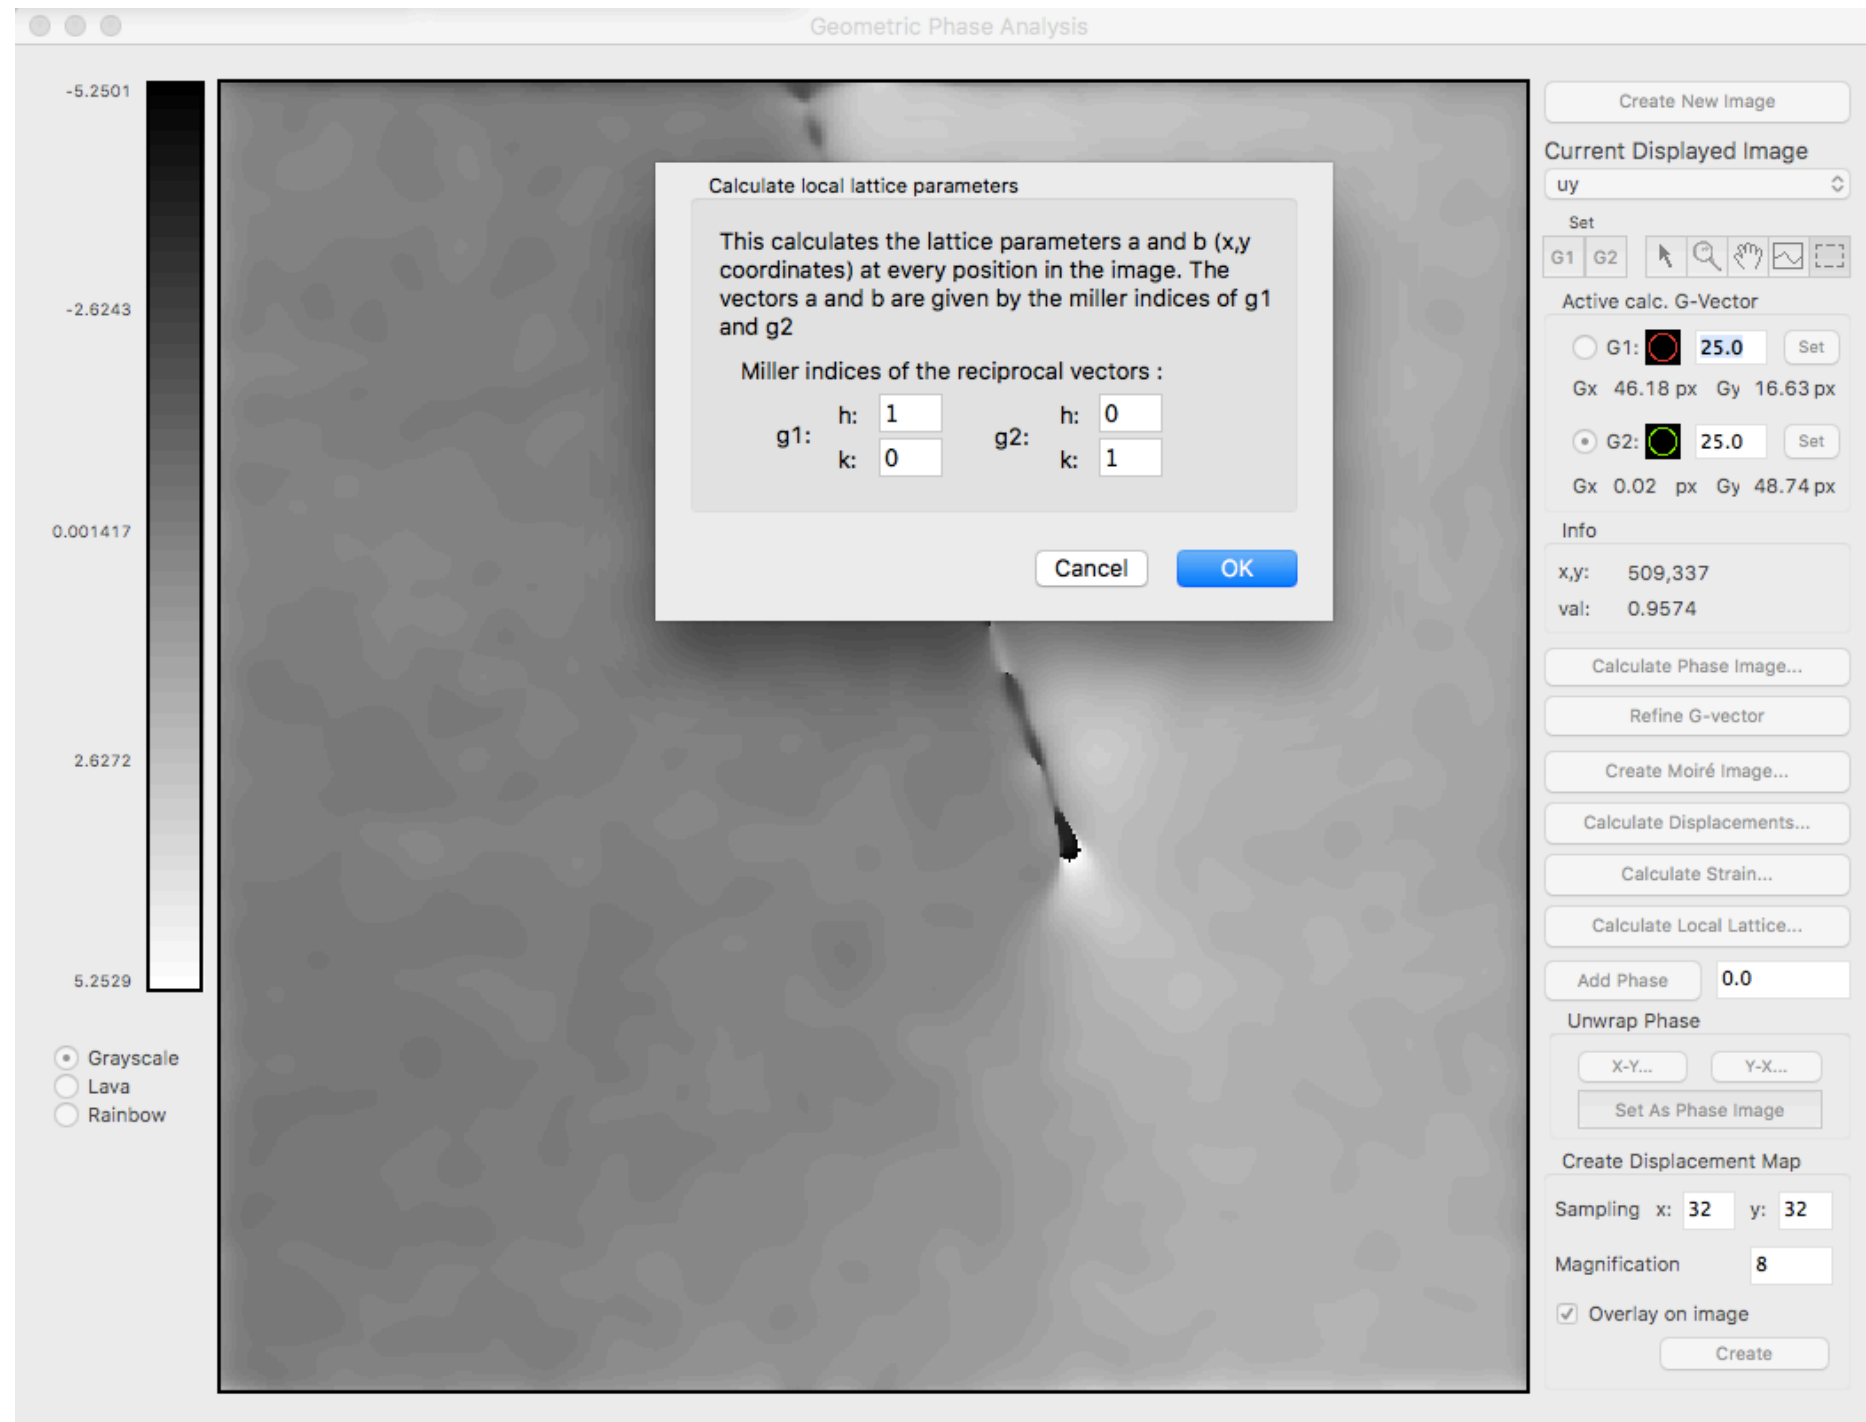 Geometric Phase Analysis
-5.2501
-2.6243
0.001417
2.6272
5.2529
Grayscale
Lava
Rainbow
Calculate local lattice parameters
This calculates the lattice parameters a and b (x,y
coordinates) at every position in the image. The
vectors a and b are given by the miller indices of g1
and g2
Miller indices of the reciprocal vectors :
g1: h: 1 g2: h: 0
k: 0 k: 1
Cancel OK
Create New Image
Current Displayed Image
uy
Set
G1 G2
Active calc. G-Vector
G1: 25.0 Set
Gx 46.18 px Gy 16.63 px
G2: 25.0 Set
Gx 0.02 px Gy 48.74 px
Info
x,y: 509,337
val: 0.9574
Calculate Phase Image...
Refine G-vector
Create Moiré Image...
Calculate Displacements...
Calculate Strain...
Calculate Local Lattice...
Add Phase 0.0
Unwrap Phase
X-Y... Y-X...
Set As Phase Image
Create Displacement Map
Sampling x: 32 y: 32
Magnification 8
Overlay on image
Create